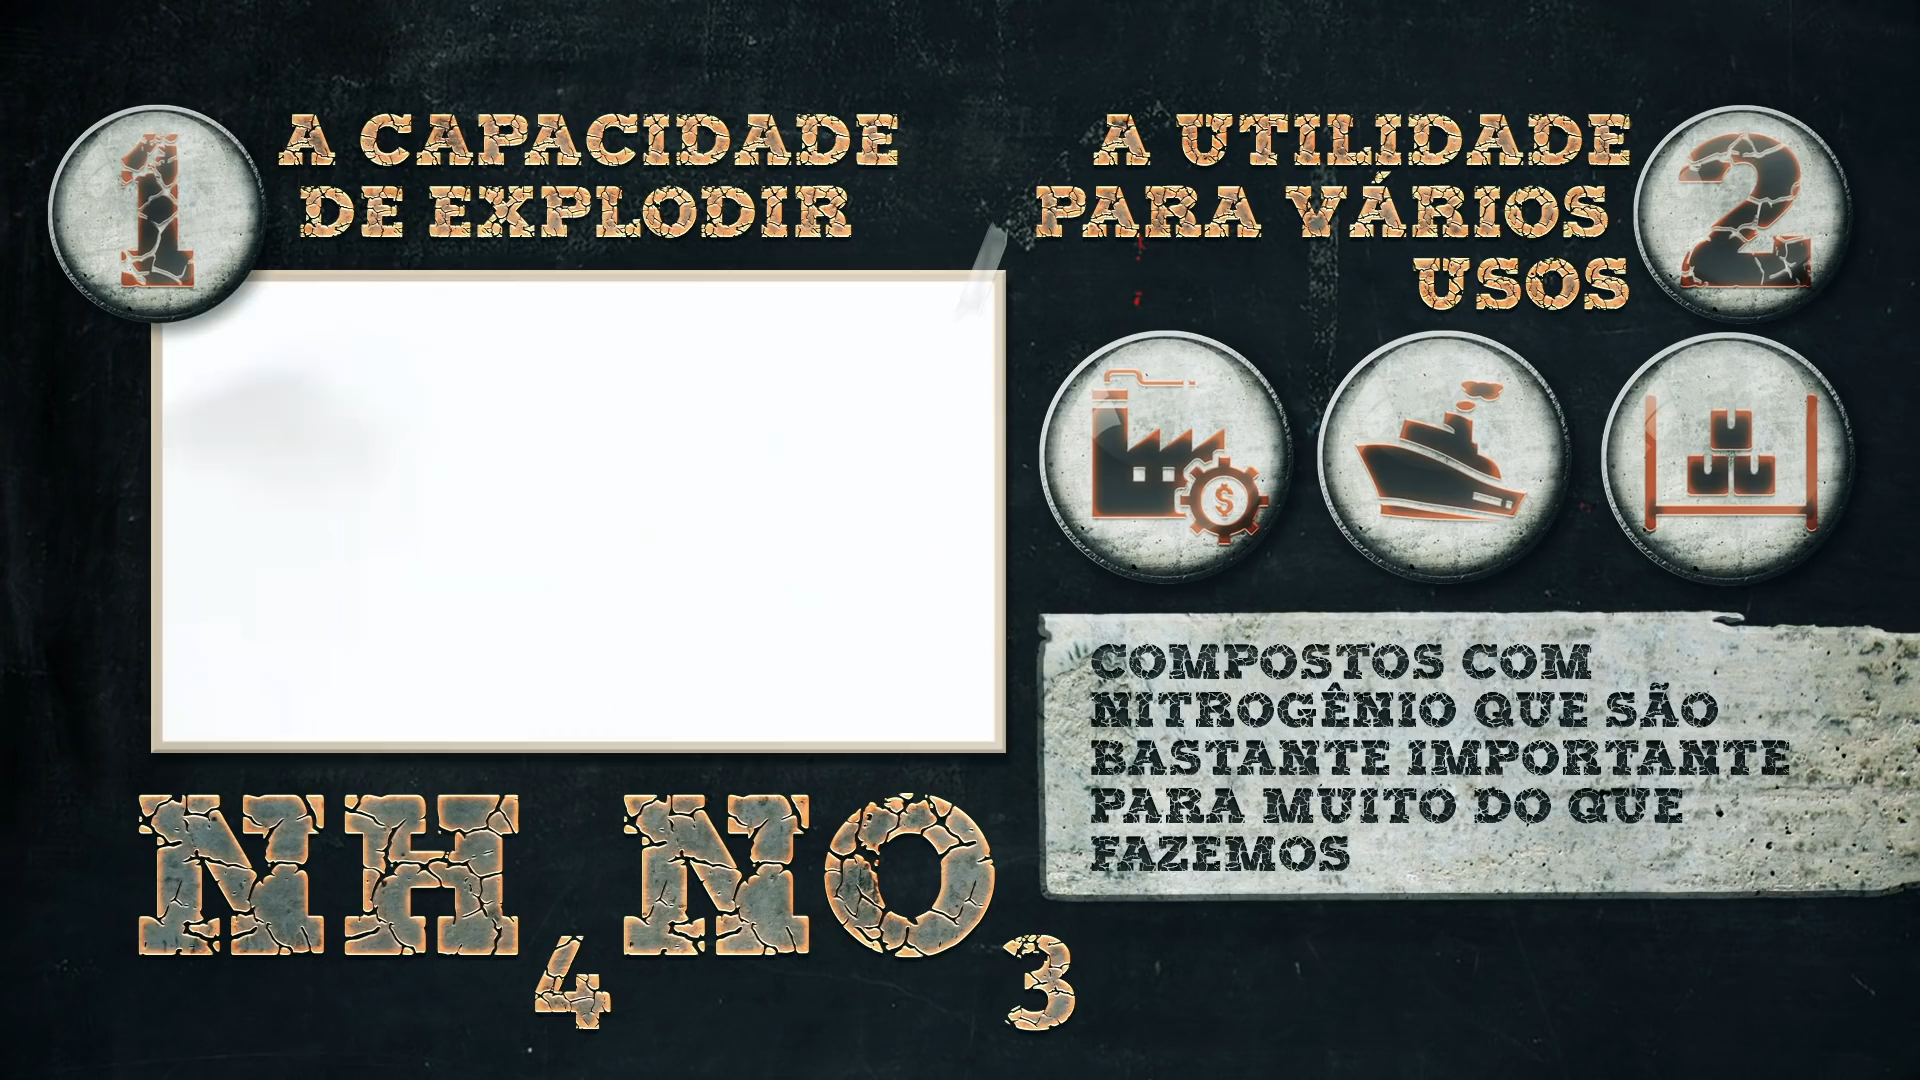 1
A CAPACIDADE
DE EXPLODIR
A UTILIDADE
PARA VÁRIOS
USOS
2
$
COMPOSTOS COM
NITROGÊNIO QUE SÃO
BASTANTE IMPORTANTE
PARA MUITO DO QUE
FAZEMOS
NH4NO3